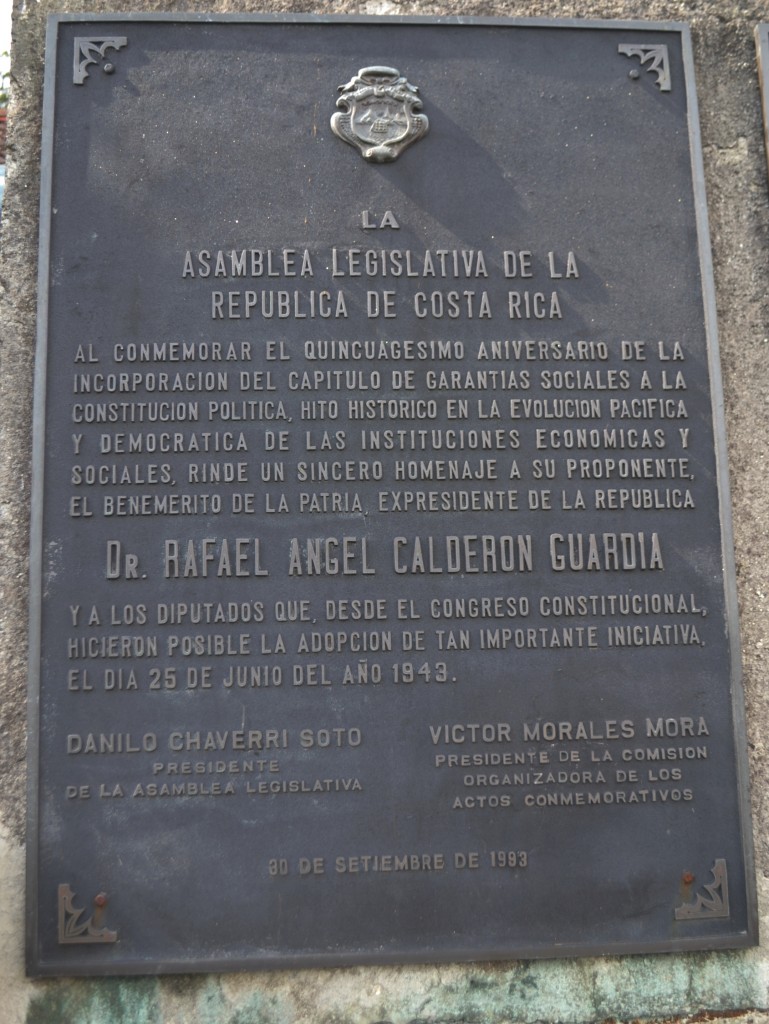 LA
ASAMBLEA LEGISLATIVA DE LA
REPUBLICA DE COSTA RICA
AL CONMEMORAR EL QUINCUAGESIMO ANIVERSARIO DE LA
INCORPORACION DEL CAPITULO DE GARANTIAS SOCIALES A LA
CONSTITUCION POLITICA, HITO HISTORICO EN LA EVOLUCION PACIFICA
Y DEMOCRATICA DE LAS INSTITUCIONES ECONOMICAS Y
SOCIALES, RINDE UN SINCERO HOMENAJE A SU PROPONENTE,
EL BENEMERITO DE LA PATRIA, EXPRESIDENTE DE LA REPUBLICA
DR. RAFAEL ANGEL CALDERON GUARDIA
Y A LOS DIPUTADOS QUE, DESDE EL CONGRESO CONSTITUCIONAL,
HICIERON POSIBLE LA ADOPCION DE TAN IMPORTANTE INICIATIVA,
EL DIA 25 DE JUNIO DEL AÑO 1943.
DANILO CHAVERRI SOTO
PRESIDENTE
DE LA ASAMBLEA LEGISLATIVA
VICTOR MORALES MORA
PRESIDENTE DE LA COMISION
ORGANIZADORA DE LOS
ACTOS CONMEMORATIVOS
30 DE SETIEMBRE DE 1993